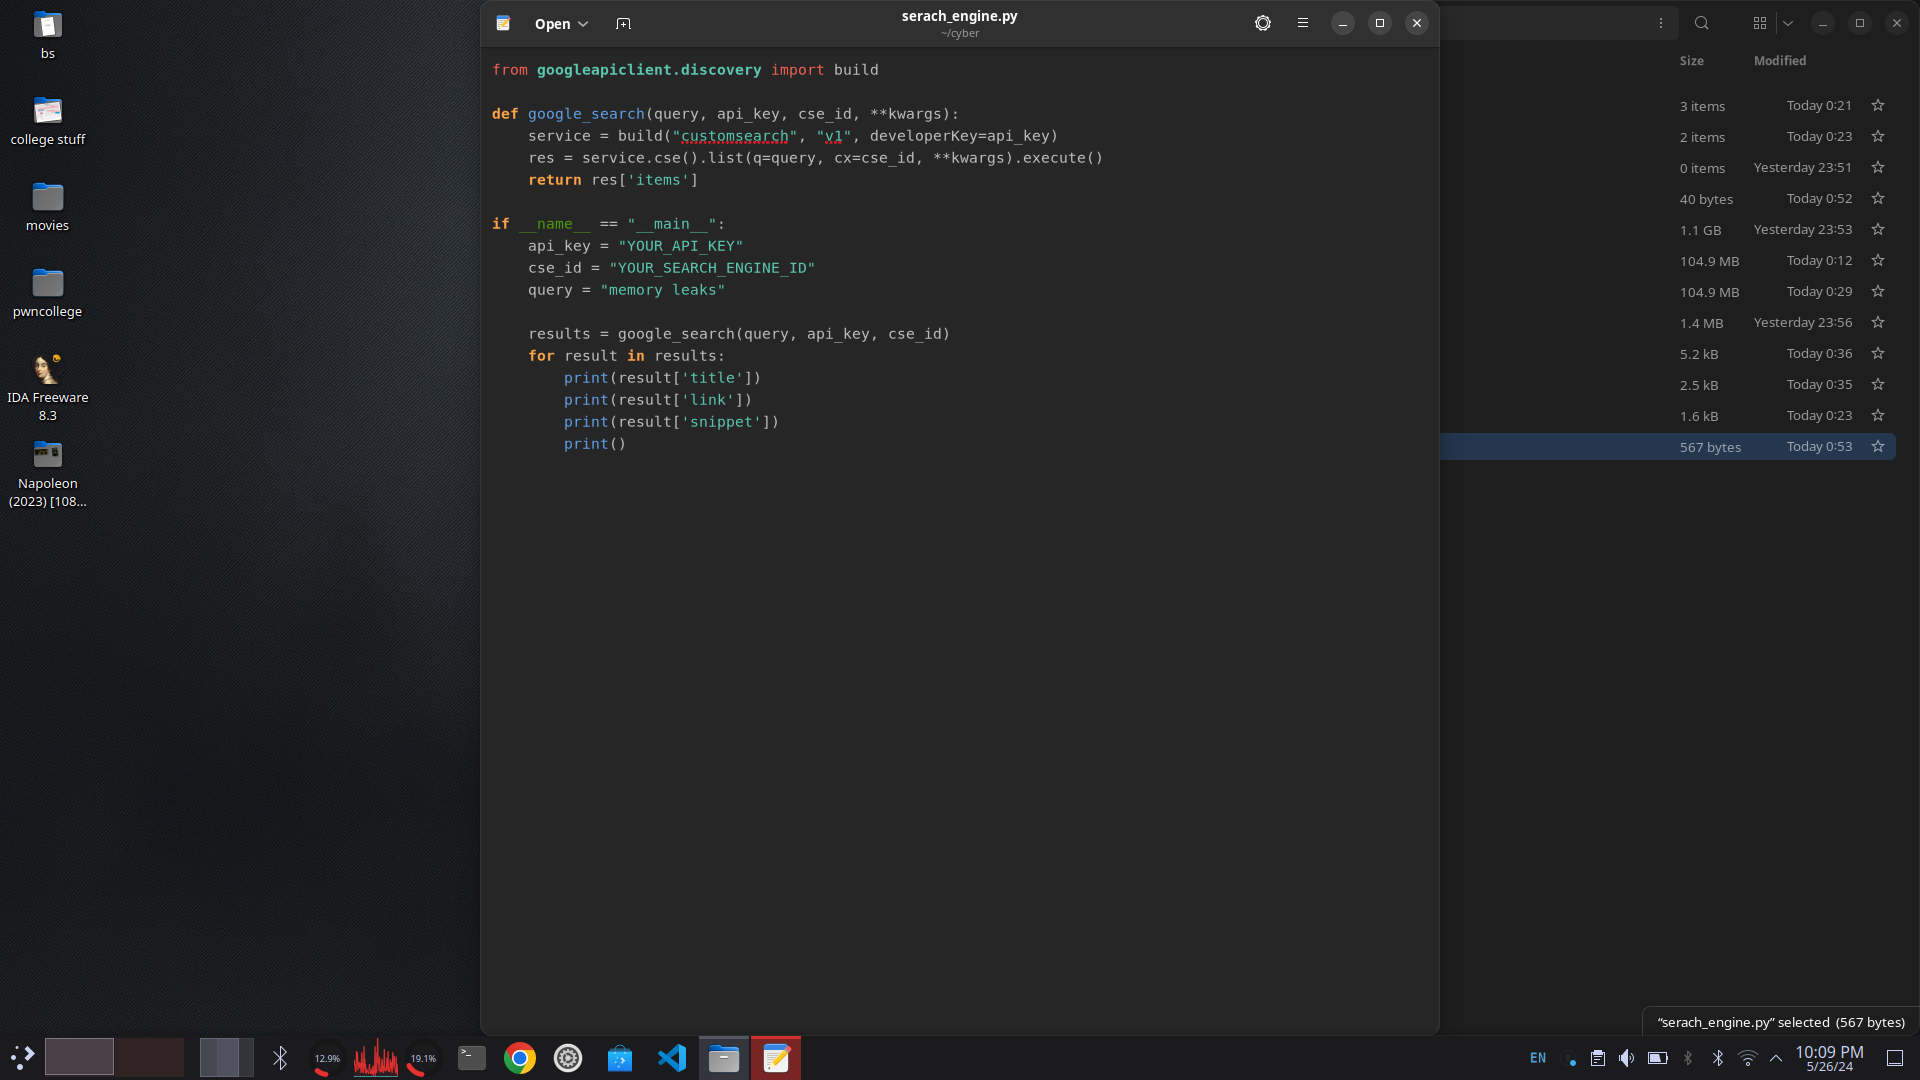 bs
college stuff
movies
pwncollege
IDA Freeware
8.3
Napoleon
(2023) [108...
Open
serach_engine.py
~/cyber
from googleapiclient.discovery import build
def google_search(query, api_key, cse_id, **kwargs):
    service = build("customsearch", "v1", developerKey=api_key)
    res = service.cse().list(q=query, cx=cse_id, **kwargs).execute()
    return res['items']
if __name__ == "__main__":
    api_key = "YOUR_API_KEY"
    cse_id = "YOUR_SEARCH_ENGINE_ID"
    query = "memory leaks"
    results = google_search(query, api_key, cse_id)
    for result in results:
        print(result['title'])
        print(result['link'])
        print(result['snippet'])
        print()
Size Modified
3 items Today 0:21
2 items Today 0:23
0 items Yesterday 23:51
40 bytes Today 0:52
1.1 GB Yesterday 23:53
104.9 MB Today 0:12
104.9 MB Today 0:29
1.4 MB Yesterday 23:56
5.2 kB Today 0:36
2.5 kB Today 0:35
1.6 kB Today 0:23
567 bytes Today 0:53
“serach_engine.py” selected (567 bytes)
12.9%
19.1%
>_
EN
10:09 PM
5/26/24